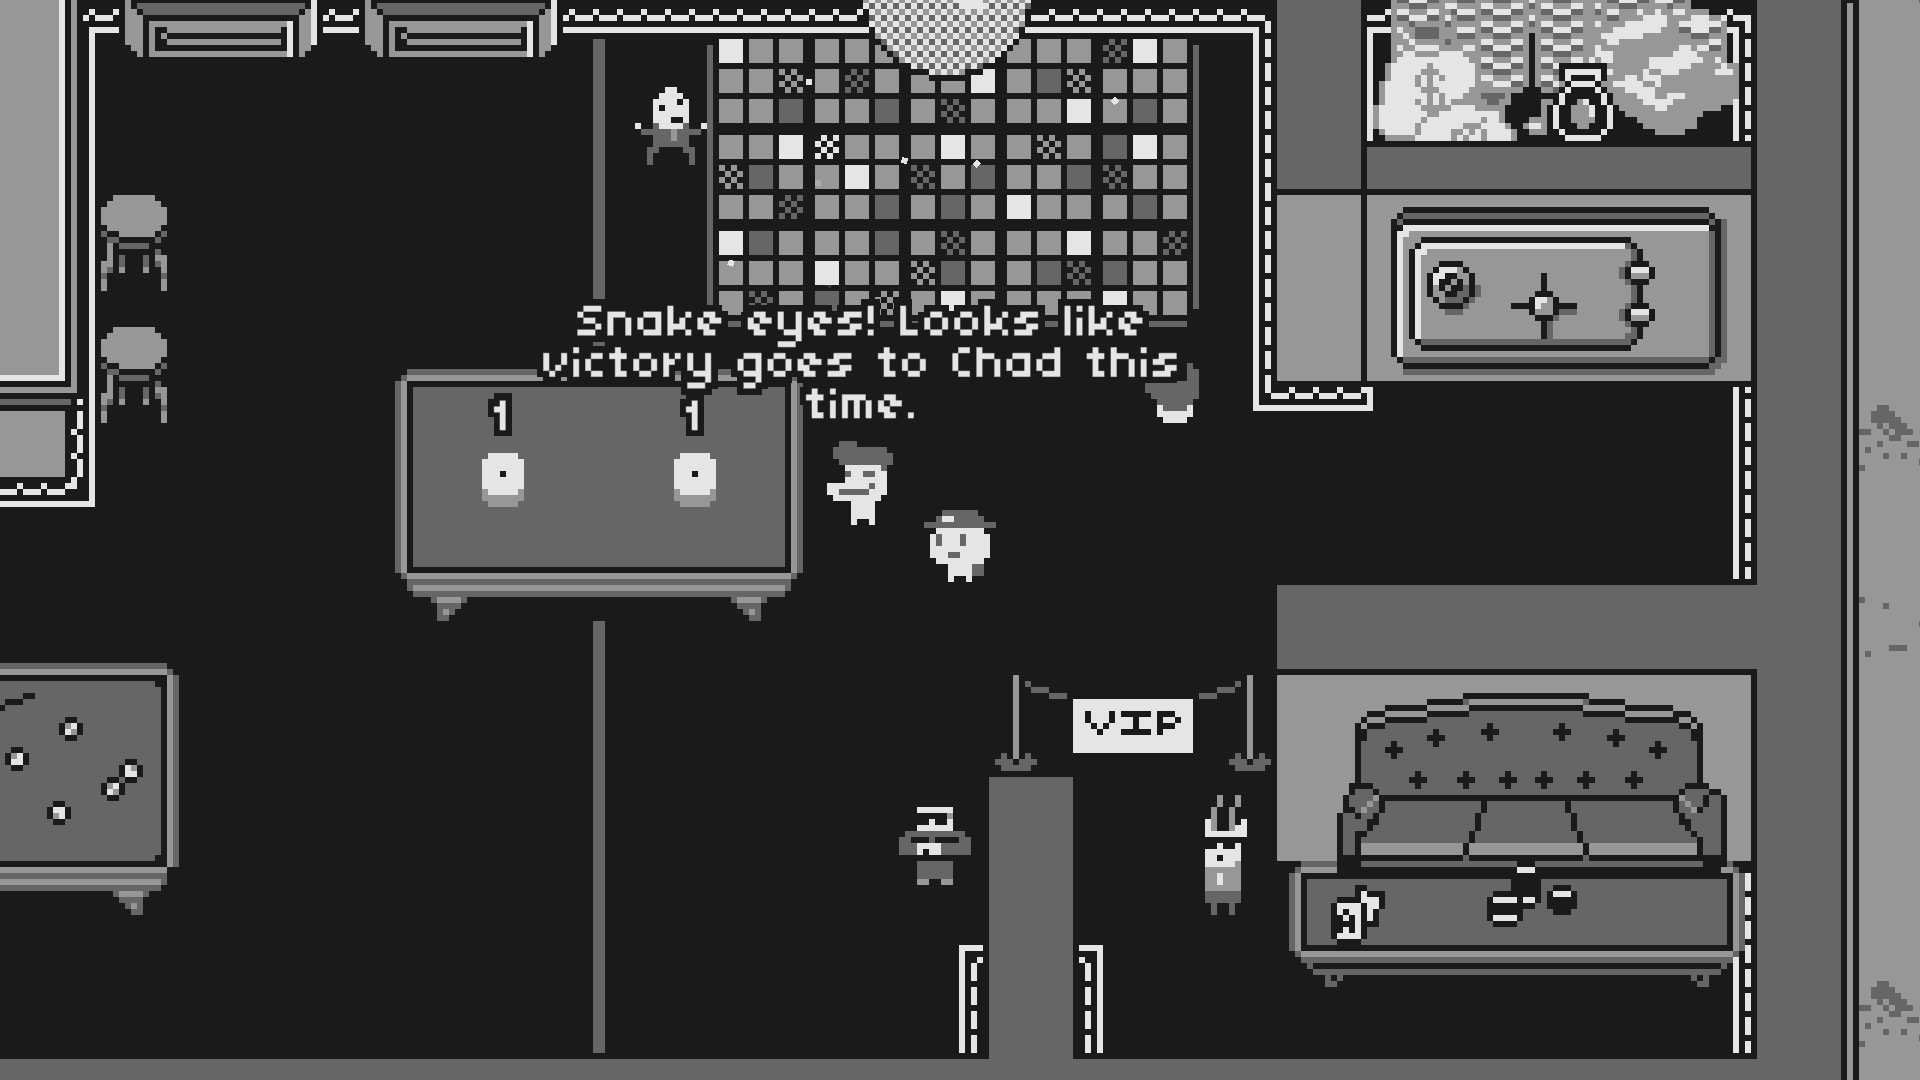 Snake eyes! Looks like
victory goes to Chad this
time.
1 1
VIP
$